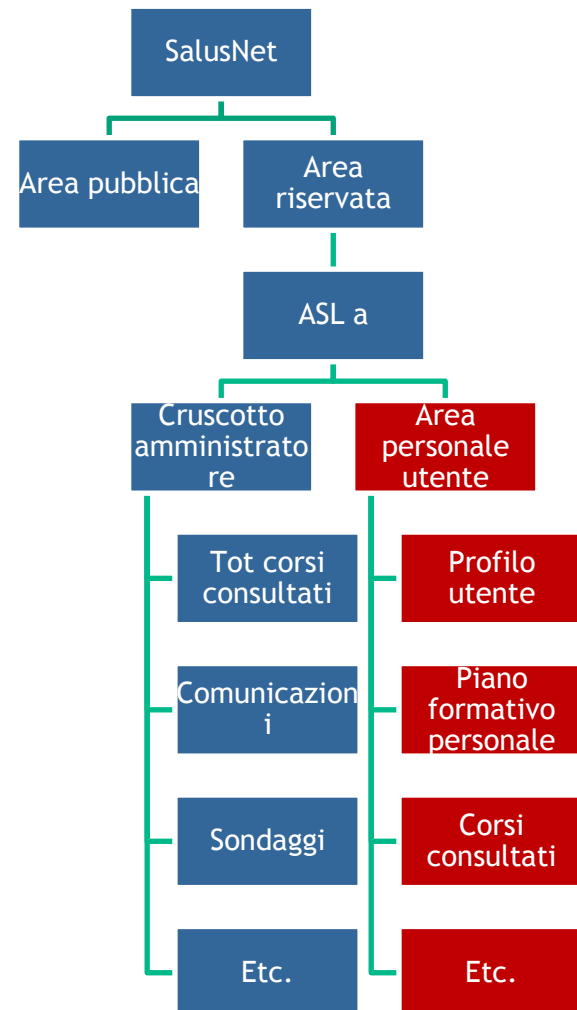 SalusNet
Area pubblica
Area
riservata
ASL a
Cruscotto
amministrato
re
Area
personale
utente
Tot corsi
consultati
Profilo
utente
Comunicazion
i
Piano
formativo
personale
Sondaggi
Corsi
consultati
Etc.
Etc.